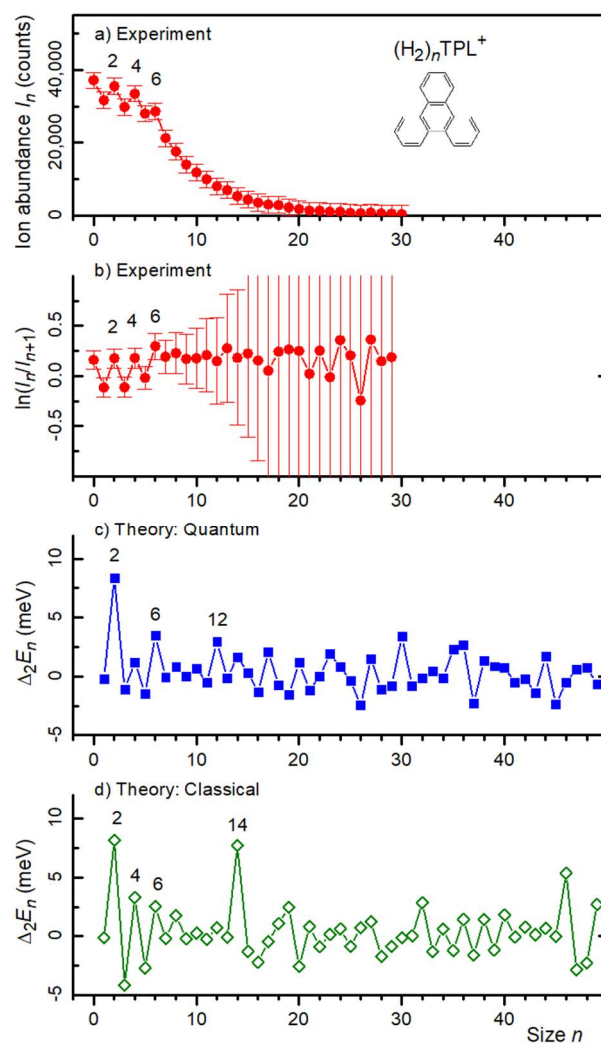 a) Experiment
(H2)nTPL+
2 4 6
Ion abundance In (counts)
40,000
20,000
0
0 10 20 30 40
b) Experiment
2 4 6
ln(In/In+1)
0.5
0.0
-0.5
0 10 20 30 40
c) Theory: Quantum
2
6
12
Δ2En (meV)
10
5
0
-5
0 10 20 30 40
d) Theory: Classical
2
4
6
14
Δ2En (meV)
10
5
0
-5
0 10 20 30 40
Size n